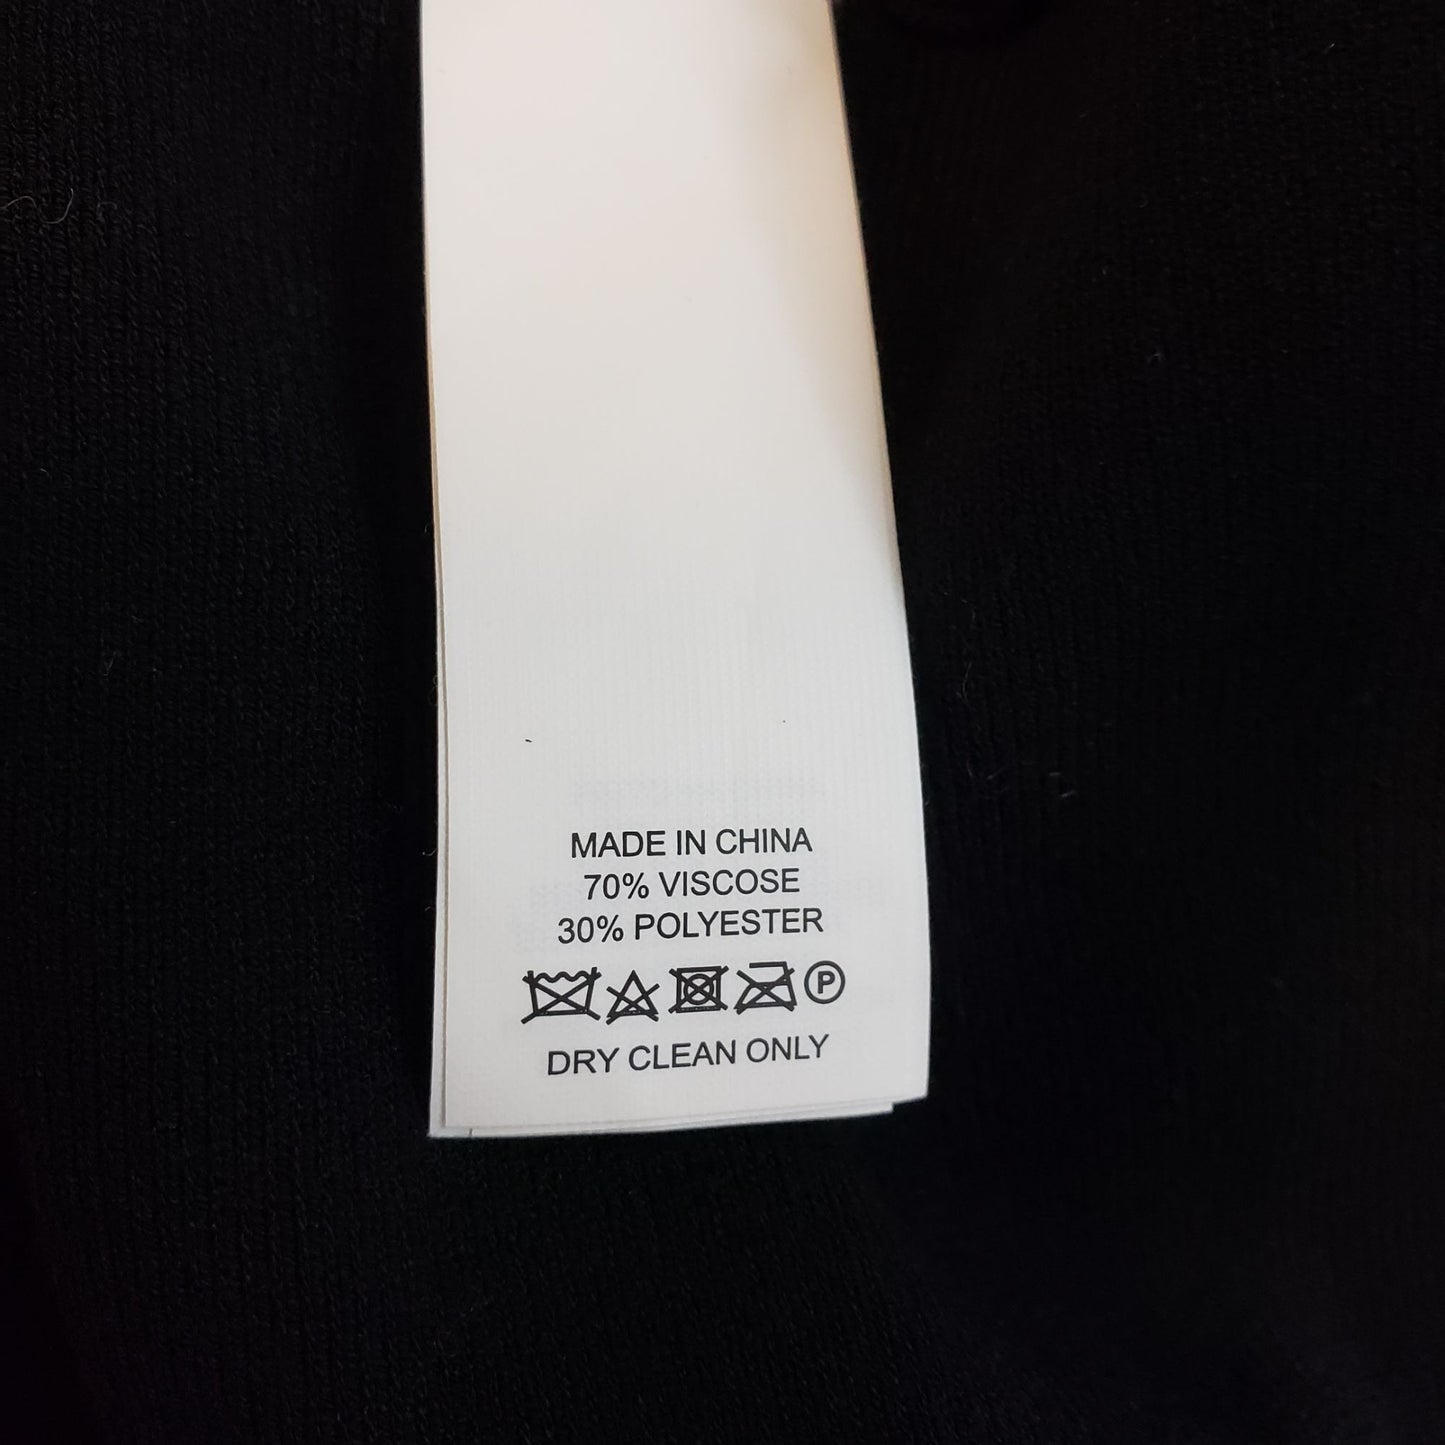 MADE IN CHINA
70% VISCOSE
30% POLYESTER
P
DRY CLEAN ONLY